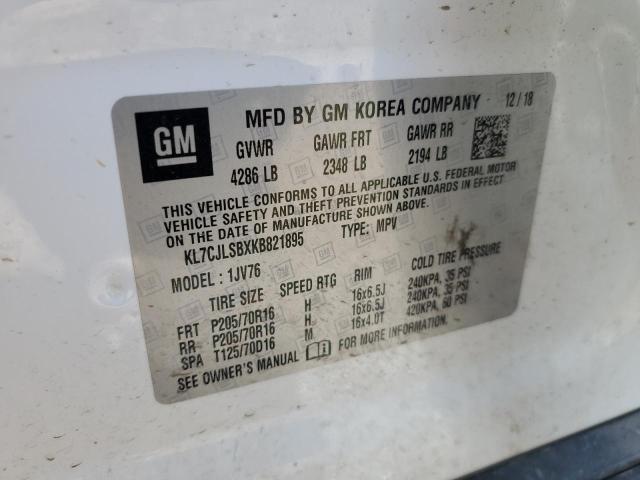 GM
MFD BY GM KOREA COMPANY 12/18
GVWR GAWR FRT GAWR RR
4286 LB 2348 LB 2194 LB
THIS VEHICLE CONFORMS TO ALL APPLICABLE U.S. FEDERAL MOTOR
VEHICLE SAFETY AND THEFT PREVENTION STANDARDS IN EFFECT
ON THE DATE OF MANUFACTURE SHOWN ABOVE.
KL7CJLSBXKB821895 TYPE: MPV
MODEL: 1JV76
TIRE SIZE SPEED RTG RIM COLD TIRE PRESSURE
FRT P205/70R16 H 16x6.5J 240KPA, 35 PSI
RR P205/70R16 H 16x6.5J 240KPA, 35 PSI
SPA T125/70D16 M 16x4.0T 420KPA, 60 PSI
SEE OWNER'S MANUAL FOR MORE INFORMATION.